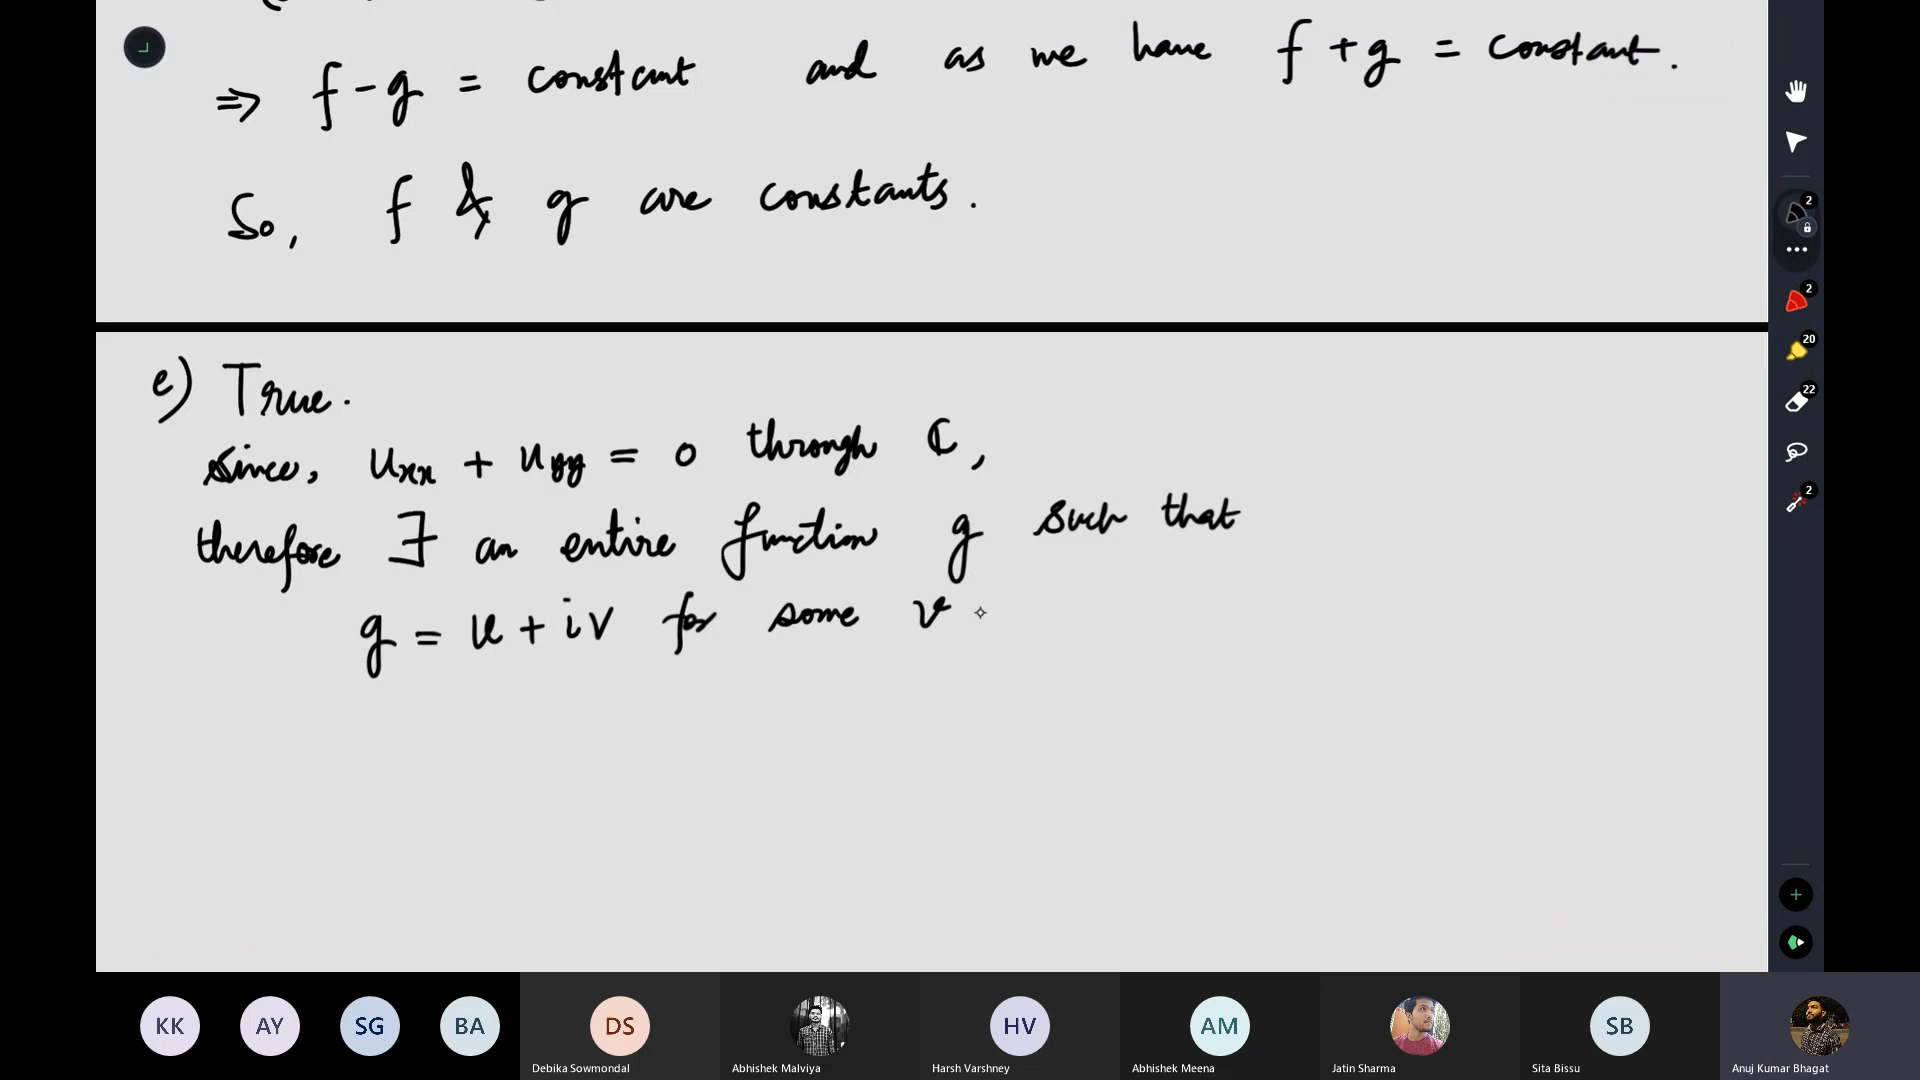 ⇒ f - g = constant and as we have f + g = constant.
So, f & g are constants.
e) True.
since, uxx + uyy = 0 through ℂ,
therefore ∃ an entire function g such that
g = u + iv for some v
2
2
20
22
2
KK AY SG BA DS HV AM SB
Debika Sowmondal Abhishek Malviya Harsh Varshney Abhishek Meena Jatin Sharma Sita Bissu Anuj Kumar Bhagat